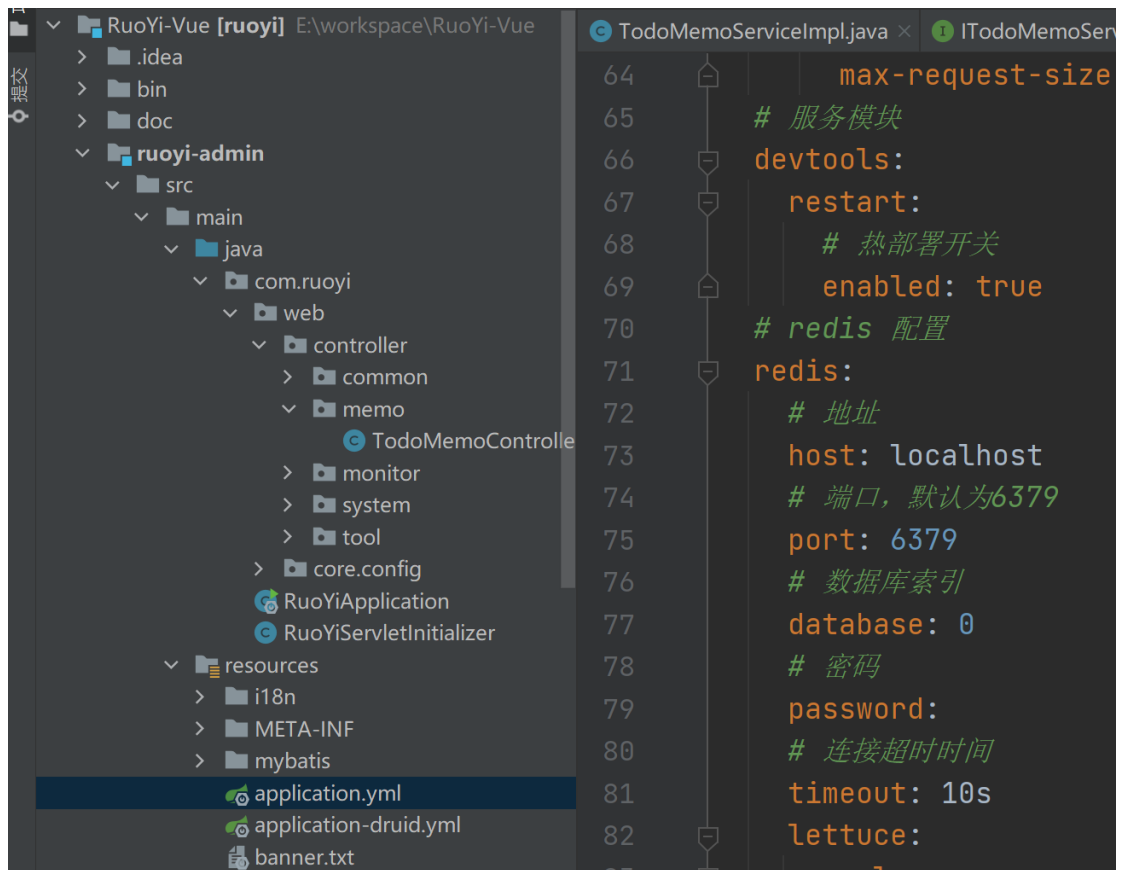 提交
RuoYi-Vue [ruoyi] E:\workspace\RuoYi-Vue
.idea
bin
doc
ruoyi-admin
src
main
java
com.ruoyi
web
controller
common
memo
TodoMemoControlle
monitor
system
tool
core.config
RuoYiApplication
RuoYiServletInitializer
resources
i18n
META-INF
mybatis
application.yml
application-druid.yml
banner.txt
TodoMemoServiceImpl.java ITodoMemoSer
64 max-request-size
65 # 服务模块
66 devtools:
67 restart:
68 # 热部署开关
69 enabled: true
70 # redis 配置
71 redis:
72 # 地址
73 host: localhost
74 # 端口，默认为6379
75 port: 6379
76 # 数据库索引
77 database: 0
78 # 密码
79 password:
80 # 连接超时时间
81 timeout: 10s
82 lettuce: